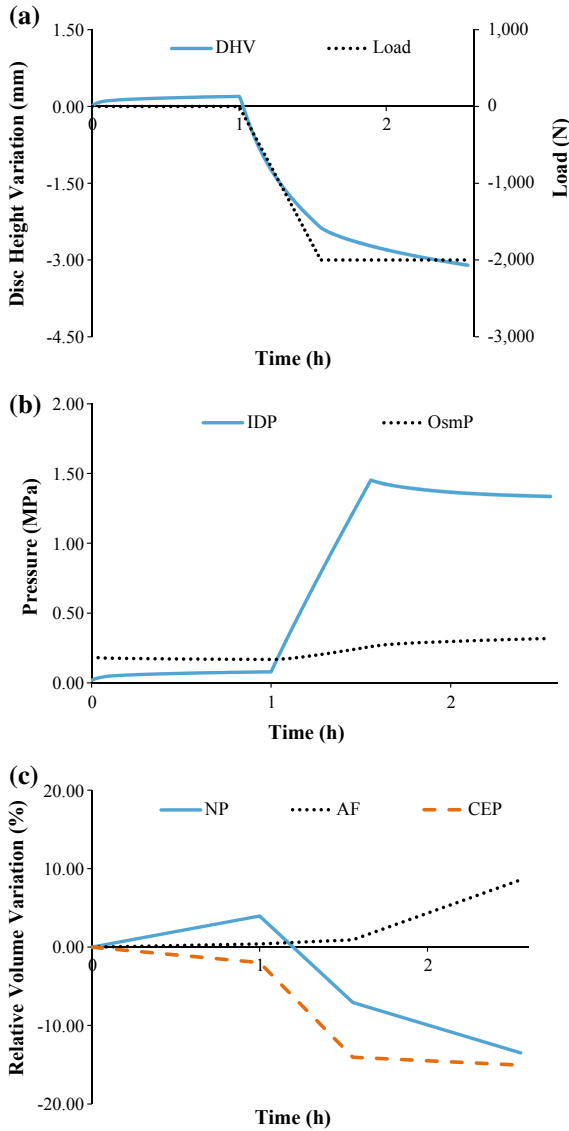 (a)
DHV Load
1.50 1,000
0.00 0
0 1 2
-1.50 -1,000
-3.00 -2,000
-4.50 -3,000
Disc Height Variation (mm)
Load (N)
Time (h)
(b)
IDP OsmP
2.00
1.50
1.00
0.50
0.00
0 1 2
Pressure (MPa)
Time (h)
(c)
NP AF CEP
20.00
10.00
0.00
0 1 2
-10.00
-20.00
Relative Volume Variation (%)
Time (h)